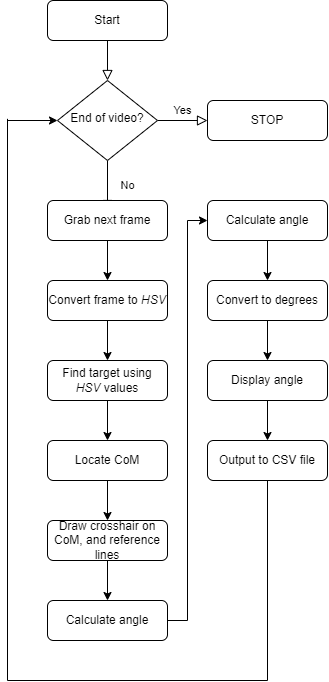 Start
End of video?
Yes
STOP
No
Grab next frame
Convert frame to HSV
Find target using
HSV values
Locate CoM
Draw crosshair on
CoM, and reference
lines
Calculate angle
Calculate angle
Convert to degrees
Display angle
Output to CSV file